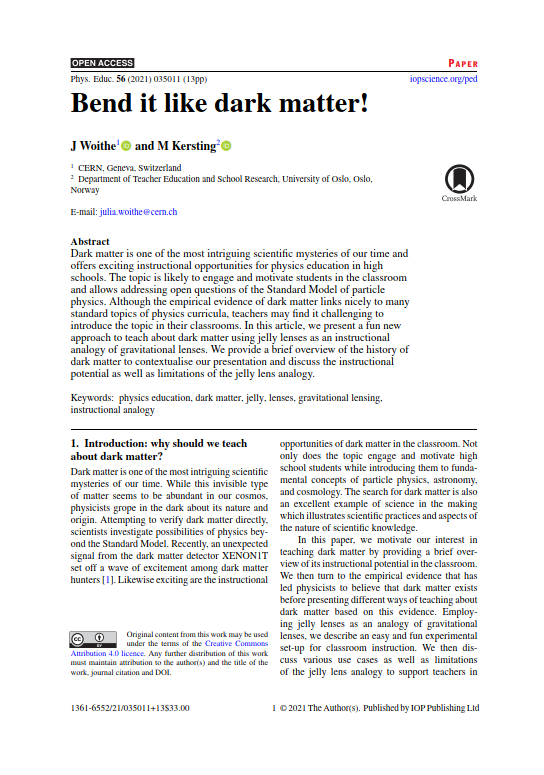 OPEN ACCESS
PAPER
Phys. Educ. 56 (2021) 035011 (13pp)
iopscience.org/ped
Bend it like dark matter!
J Woithe1 iD and M Kersting2 iD
1 CERN, Geneva, Switzerland
2 Department of Teacher Education and School Research, University of Oslo, Oslo,
Norway
CrossMark
E-mail: julia.woithe@cern.ch
Abstract
Dark matter is one of the most intriguing scientific mysteries of our time and
offers exciting instructional opportunities for physics education in high
schools. The topic is likely to engage and motivate students in the classroom
and allows addressing open questions of the Standard Model of particle
physics. Although the empirical evidence of dark matter links nicely to many
standard topics of physics curricula, teachers may find it challenging to
introduce the topic in their classrooms. In this article, we present a fun new
approach to teach about dark matter using jelly lenses as an instructional
analogy of gravitational lenses. We provide a brief overview of the history of
dark matter to contextualise our presentation and discuss the instructional
potential as well as limitations of the jelly lens analogy.
Keywords: physics education, dark matter, jelly, lenses, gravitational lensing,
instructional analogy
1. Introduction: why should we teach
about dark matter?
Dark matter is one of the most intriguing scientific
mysteries of our time. While this invisible type
of matter seems to be abundant in our cosmos,
physicists grope in the dark about its nature and
origin. Attempting to verify dark matter directly,
scientists investigate possibilities of physics bey-
ond the Standard Model. Recently, an unexpected
signal from the dark matter detector XENON1T
set off a wave of excitement among dark matter
hunters [1]. Likewise exciting are the instructional
cc BY
Original content from this work may be used
under the terms of the Creative Commons
Attribution 4.0 licence. Any further distribution of this work
must maintain attribution to the author(s) and the title of the
work, journal citation and DOI.
opportunities of dark matter in the classroom. Not
only does the topic engage and motivate high
school students while introducing them to funda-
mental concepts of particle physics, astronomy,
and cosmology. The search for dark matter is also
an excellent example of science in the making
which illustrates scientific practices and aspects of
the nature of scientific knowledge.
In this paper, we motivate our interest in
teaching dark matter by providing a brief over-
view of its instructional potential in the classroom.
We then turn to the empirical evidence that has
led physicists to believe that dark matter exists
before presenting different ways of teaching about
dark matter based on this evidence. Employ-
ing jelly lenses as an analogy of gravitational
lenses, we describe an easy and fun experimental
set-up for classroom instruction. We then dis-
cuss various use cases as well as limitations
of the jelly lens analogy to support teachers in
1361-6552/21/035011+13$33.00
1 © 2021 The Author(s). Published by IOP Publishing Ltd